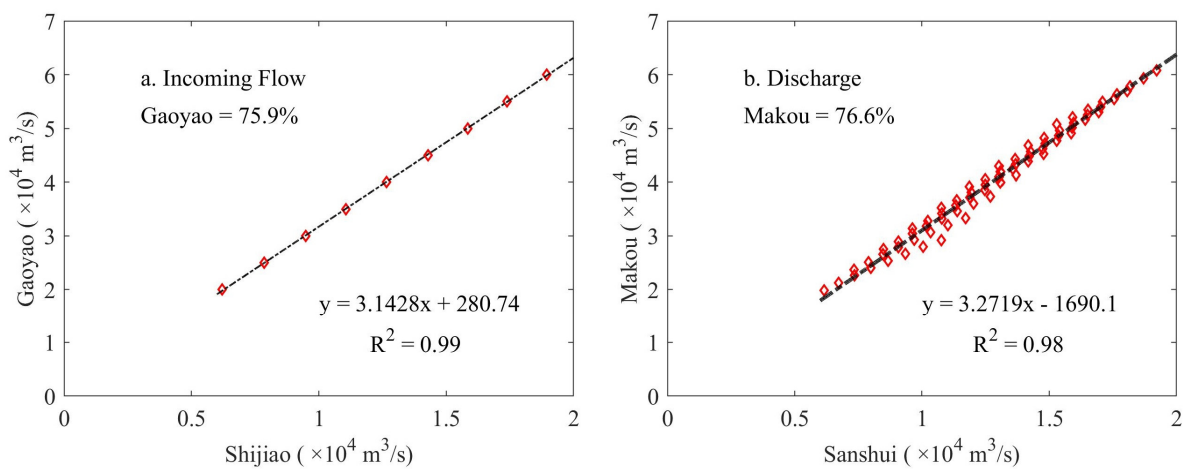 7
6
5
4
3
2
1
0
Gaoyao ( ×10⁴ m³/s)
a. Incoming Flow
Gaoyao = 75.9%
y = 3.1428x + 280.74
R² = 0.99
0 0.5 1 1.5 2
Shijiao ( ×10⁴ m³/s)
7
6
5
4
3
2
1
0
Makou ( ×10⁴ m³/s)
b. Discharge
Makou = 76.6%
y = 3.2719x - 1690.1
R² = 0.98
0 0.5 1 1.5 2
Sanshui ( ×10⁴ m³/s)